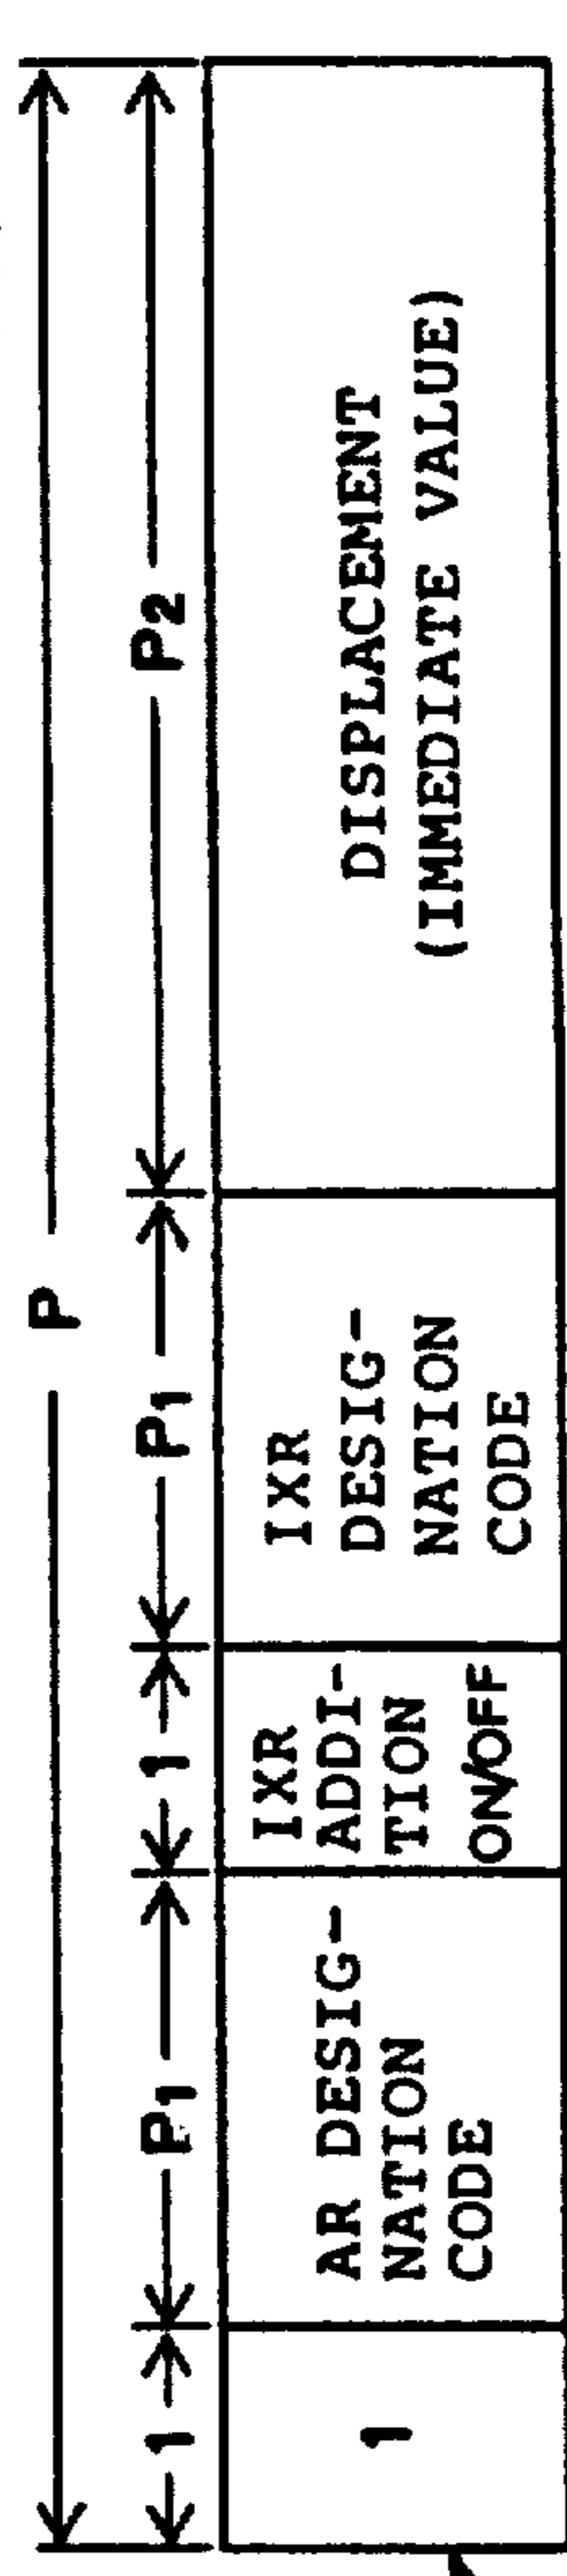 P
1
P1
1
P1
P2
1
AR DESIG-
NATION
CODE
IXR
ADDI-
TION
ON/OFF
IXR
DESIG-
NATION
CODE
DISPLACEMENT
(IMMEDIATE VALUE)